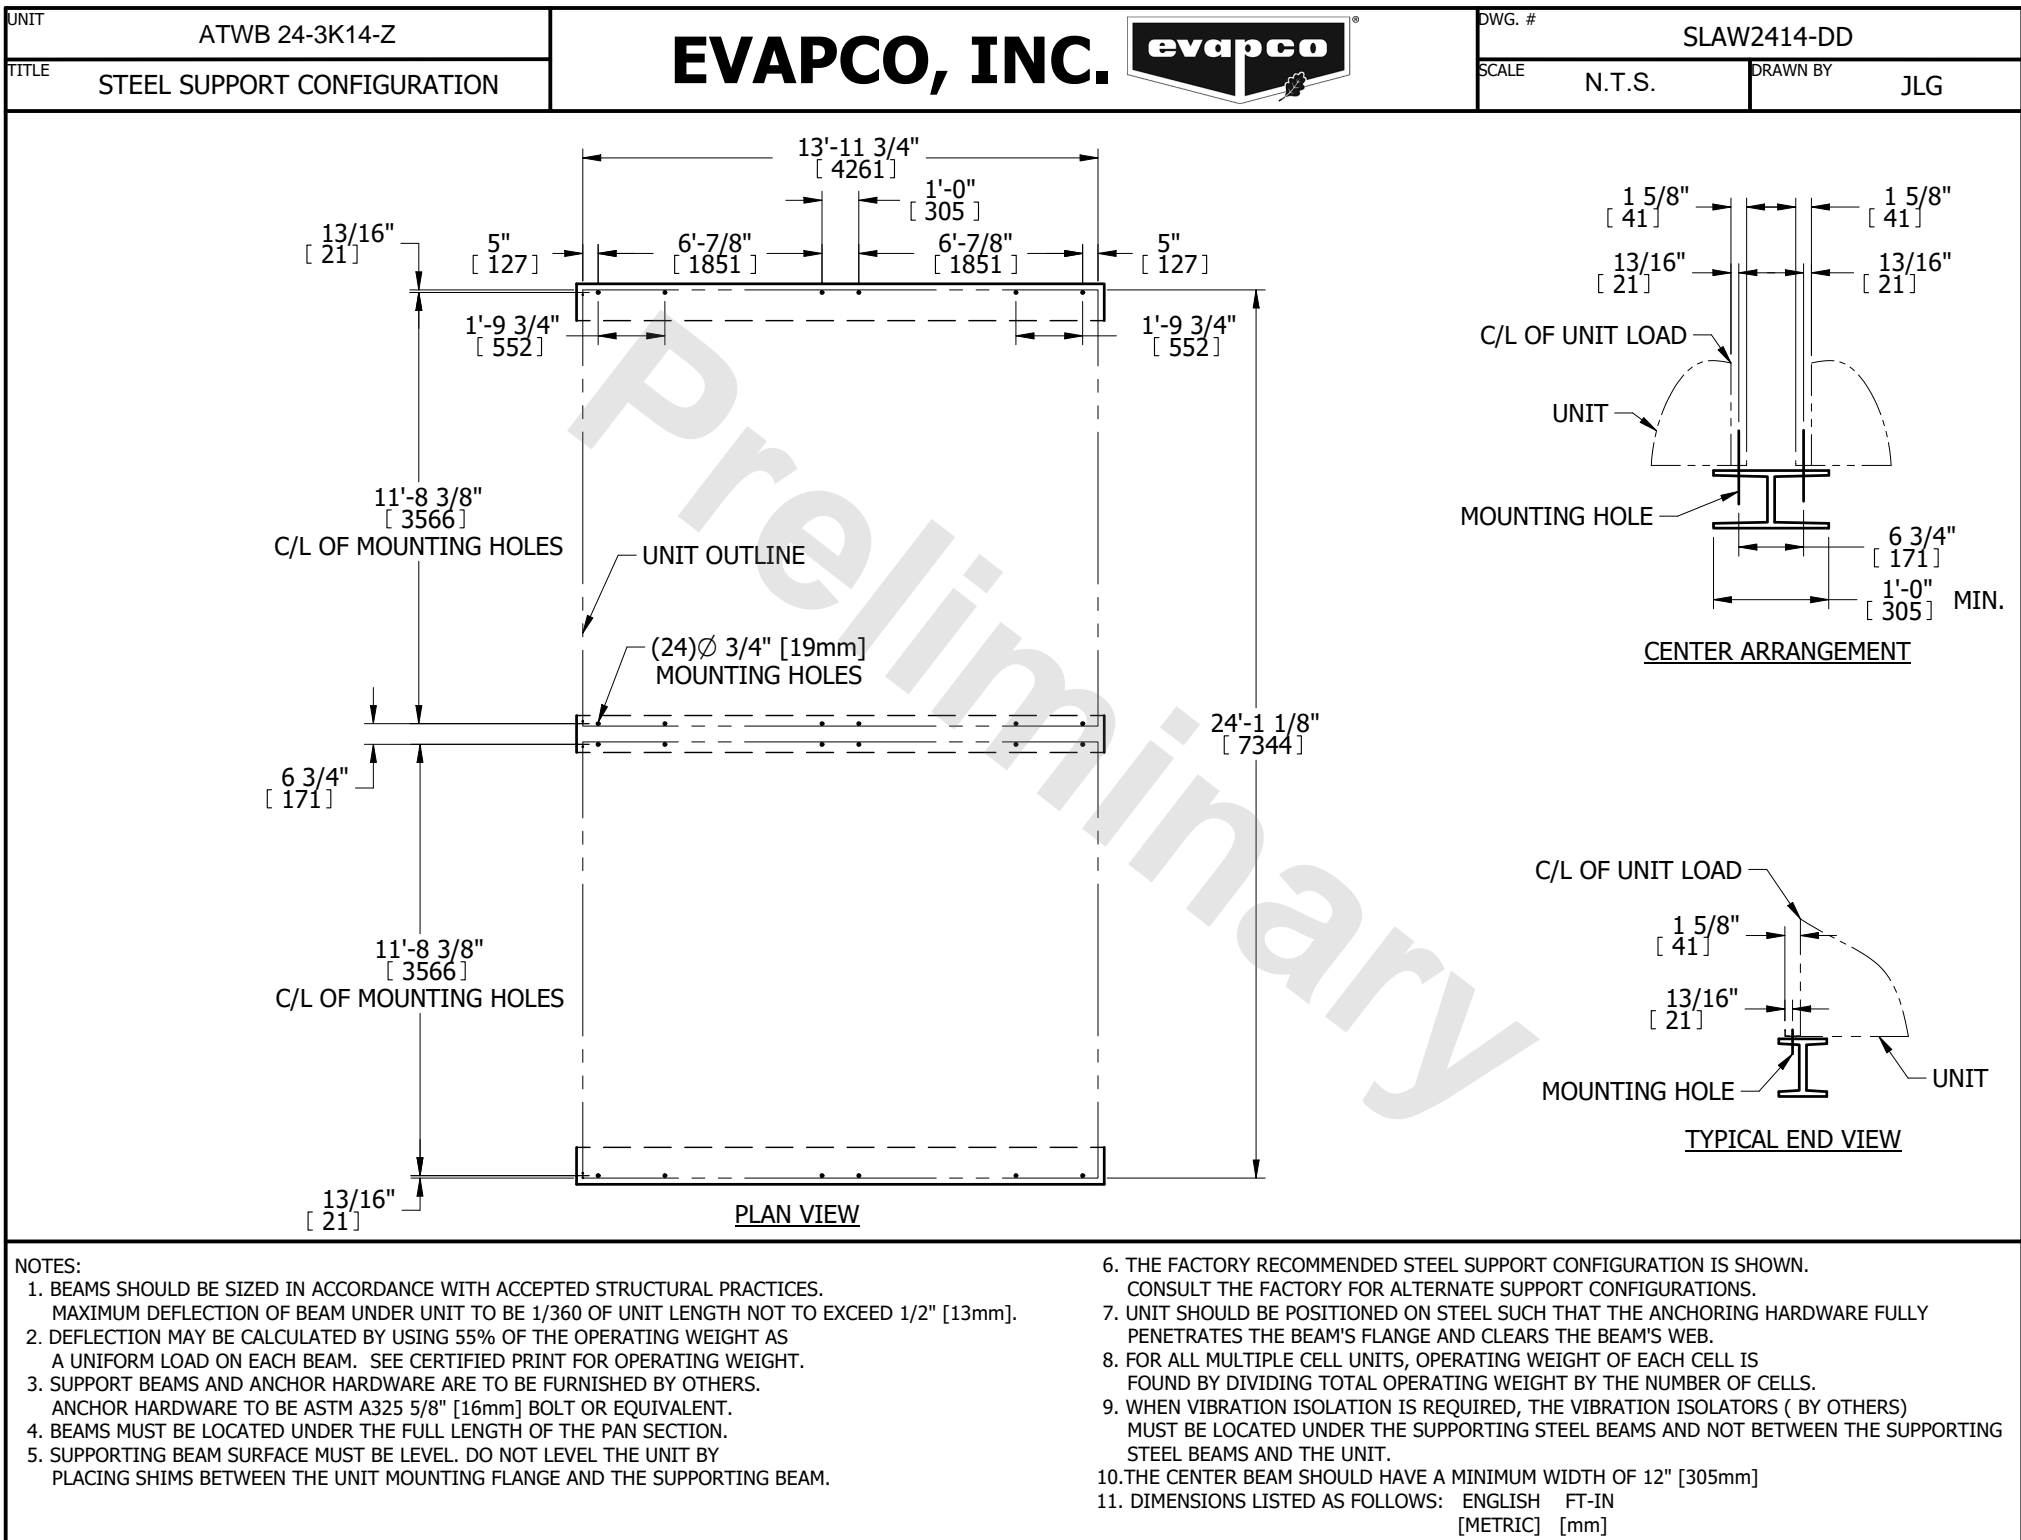 UNIT
ATWB 24-3K14-Z
TITLE
STEEL SUPPORT CONFIGURATION
EVAPCO, INC.
evapco
®
DWG. #
SLAW2414-DD
SCALE
N.T.S.
DRAWN BY
JLG
13'-11 3/4"
[ 4261 ]
1'-0"
[ 305 ]
13/16"
[ 21 ]
5"
[ 127 ]
6'-7/8"
[ 1851 ]
6'-7/8"
[ 1851 ]
5"
[ 127 ]
1'-9 3/4"
[ 552 ]
1'-9 3/4"
[ 552 ]
11'-8 3/8"
[ 3566 ]
C/L OF MOUNTING HOLES
UNIT OUTLINE
(24)∅ 3/4" [19mm]
MOUNTING HOLES
24'-1 1/8"
[ 7344 ]
6 3/4"
[ 171 ]
11'-8 3/8"
[ 3566 ]
C/L OF MOUNTING HOLES
13/16"
[ 21 ]
PLAN VIEW
Preliminary
1 5/8"
[ 41 ]
1 5/8"
[ 41 ]
13/16"
[ 21 ]
13/16"
[ 21 ]
C/L OF UNIT LOAD
UNIT
MOUNTING HOLE
6 3/4"
[ 171 ]
1'-0"
[ 305 ] MIN.
CENTER ARRANGEMENT
C/L OF UNIT LOAD
1 5/8"
[ 41 ]
13/16"
[ 21 ]
MOUNTING HOLE
UNIT
TYPICAL END VIEW
NOTES:
1. BEAMS SHOULD BE SIZED IN ACCORDANCE WITH ACCEPTED STRUCTURAL PRACTICES.
MAXIMUM DEFLECTION OF BEAM UNDER UNIT TO BE 1/360 OF UNIT LENGTH NOT TO EXCEED 1/2" [13mm].
2. DEFLECTION MAY BE CALCULATED BY USING 55% OF THE OPERATING WEIGHT AS
A UNIFORM LOAD ON EACH BEAM. SEE CERTIFIED PRINT FOR OPERATING WEIGHT.
3. SUPPORT BEAMS AND ANCHOR HARDWARE ARE TO BE FURNISHED BY OTHERS.
ANCHOR HARDWARE TO BE ASTM A325 5/8" [16mm] BOLT OR EQUIVALENT.
4. BEAMS MUST BE LOCATED UNDER THE FULL LENGTH OF THE PAN SECTION.
5. SUPPORTING BEAM SURFACE MUST BE LEVEL. DO NOT LEVEL THE UNIT BY
PLACING SHIMS BETWEEN THE UNIT MOUNTING FLANGE AND THE SUPPORTING BEAM.
6. THE FACTORY RECOMMENDED STEEL SUPPORT CONFIGURATION IS SHOWN.
CONSULT THE FACTORY FOR ALTERNATE SUPPORT CONFIGURATIONS.
7. UNIT SHOULD BE POSITIONED ON STEEL SUCH THAT THE ANCHORING HARDWARE FULLY
PENETRATES THE BEAM'S FLANGE AND CLEARS THE BEAM'S WEB.
8. FOR ALL MULTIPLE CELL UNITS, OPERATING WEIGHT OF EACH CELL IS
FOUND BY DIVIDING TOTAL OPERATING WEIGHT BY THE NUMBER OF CELLS.
9. WHEN VIBRATION ISOLATION IS REQUIRED, THE VIBRATION ISOLATORS ( BY OTHERS)
MUST BE LOCATED UNDER THE SUPPORTING STEEL BEAMS AND NOT BETWEEN THE SUPPORTING
STEEL BEAMS AND THE UNIT.
10.THE CENTER BEAM SHOULD HAVE A MINIMUM WIDTH OF 12" [305mm]
11. DIMENSIONS LISTED AS FOLLOWS: ENGLISH FT-IN
[METRIC] [mm]